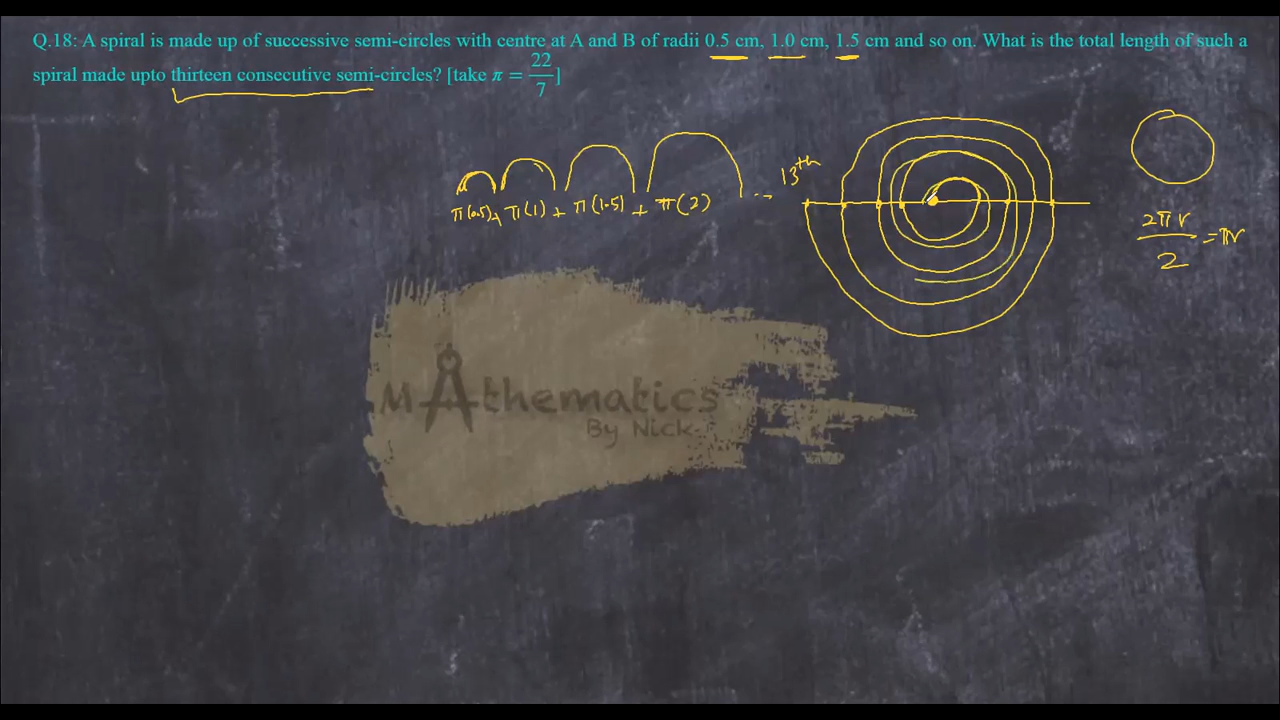 Q.18: A spiral is made up of successive semi-circles with centre at A and B of radii 0.5 cm, 1.0 cm, 1.5 cm and so on. What is the total length of such a
spiral made upto thirteen consecutive semi-circles? [take π = 22/7]
π(0.5) + π(1) + π(1.5) + π(2) ... 13th
2πr/2 = πr
MAthematics
By Nick